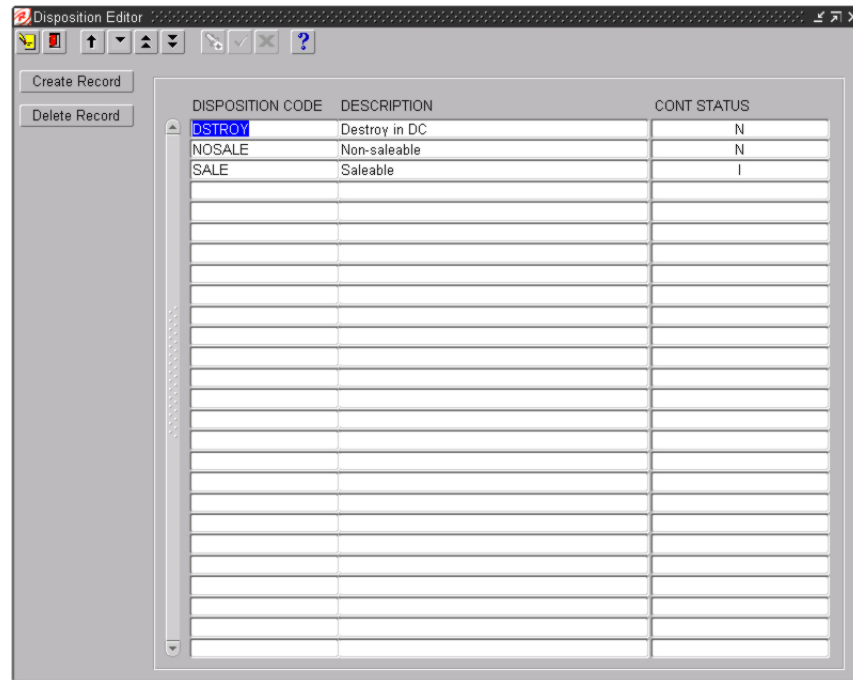 Disposition Editor
?
Create Record
Delete Record
DISPOSITION CODE DESCRIPTION CONT STATUS
DSTROY Destroy in DC N
NOSALE Non-saleable N
SALE Saleable I